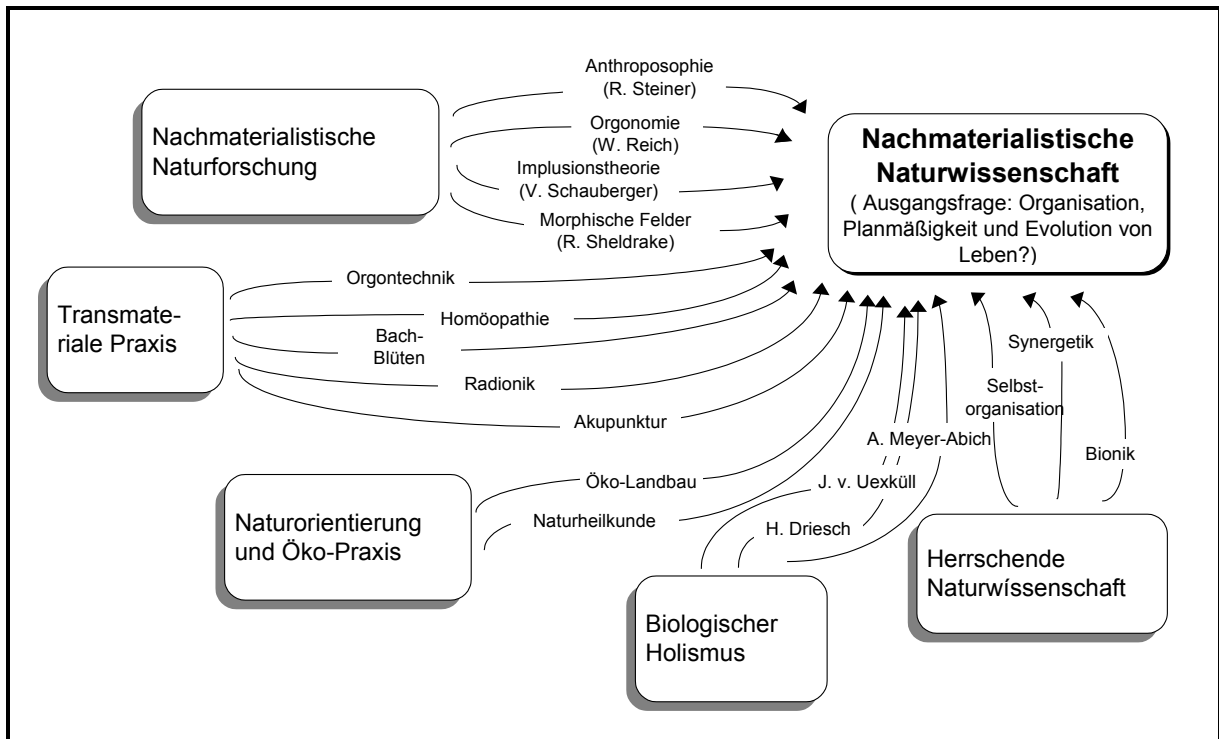 Anthroposophie
(R. Steiner)
Nachmaterialistische
Naturforschung
Orgonomie
(W. Reich)
Implusionstheorie
(V. Schauberger)
Morphische Felder
(R. Sheldrake)
Nachmaterialistische
Naturwissenschaft
( Ausgangsfrage: Organisation,
Planmäßigkeit und Evolution von
Leben?)
Transmate-
riale Praxis
Orgontechnik
Homöopathie
Bach-
Blüten
Radionik
Akupunktur
Naturorientierung
und Öko-Praxis
Öko-Landbau
Naturheilkunde
Biologischer
Holismus
J. v. Uexküll
H. Driesch
A. Meyer-Abich
Herrschende
Naturwíssenschaft
Selbst-
organisation
Synergetik
Bionik